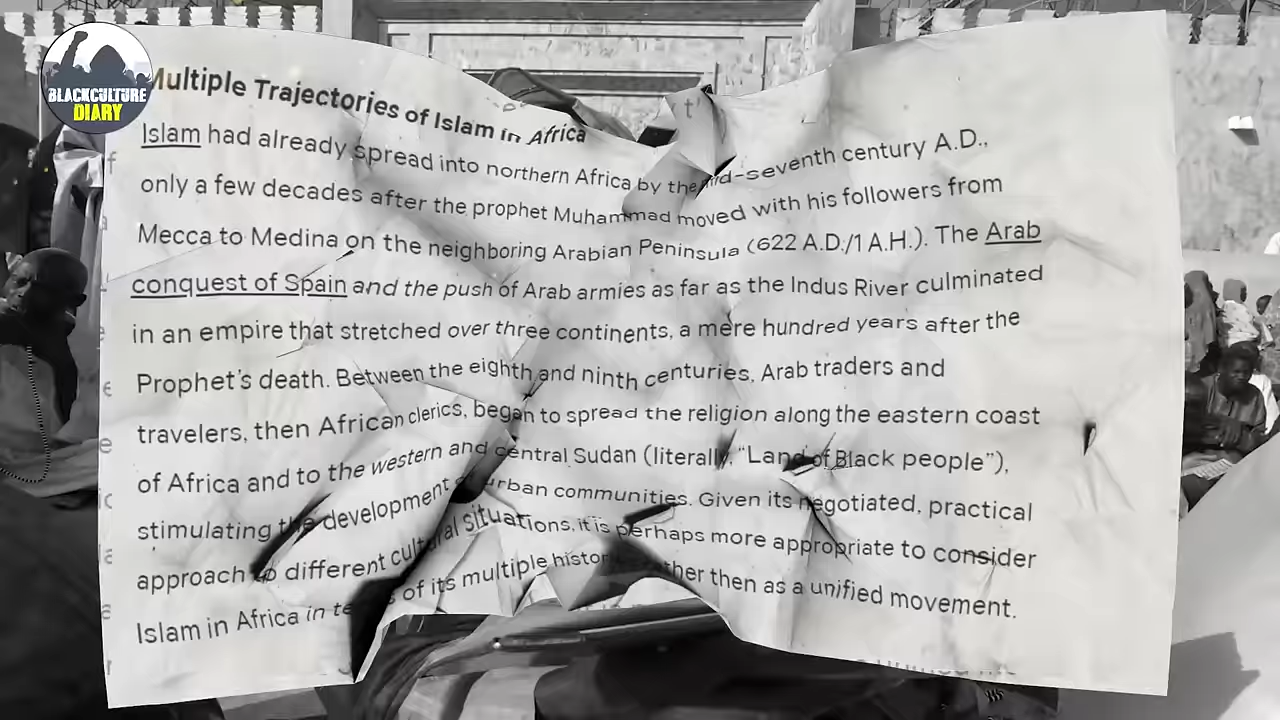 BLACKCULTURE
DIARY
Multiple Trajectories of Islam in Africa
Islam had already spread into northern Africa by the mid-seventh century A.D.,
only a few decades after the prophet Muhammad moved with his followers from
Mecca to Medina on the neighboring Arabian Peninsula (622 A.D./1 A.H.). The Arab
conquest of Spain and the push of Arab armies as far as the Indus River culminated
in an empire that stretched over three continents, a mere hundred years after the
Prophet's death. Between the eighth and ninth centuries, Arab traders and
travelers, then African clerics, began to spread the religion along the eastern coast
of Africa and to the western and central Sudan (literally, "Land of Black people"),
stimulating the development urban communities. Given its negotiated, practical
approach to different cultural situations, it is perhaps more appropriate to consider
Islam in Africa in of its multiple then as a unified movement.